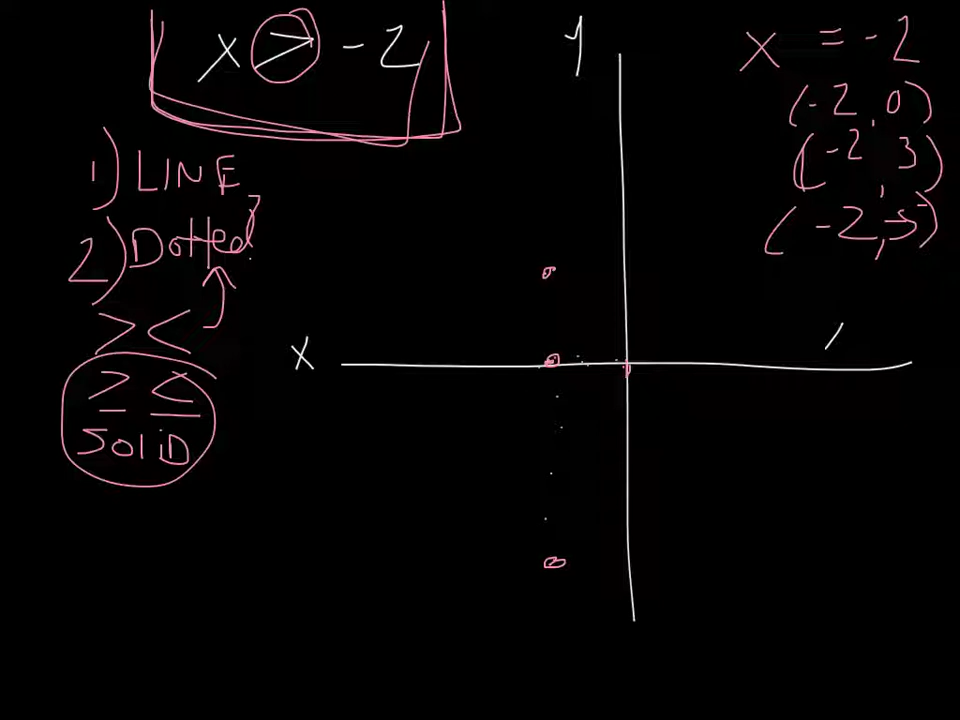 x ≥ -2
y
x = -2
(-2, 0)
(-2, 3)
(-2, -5)
1) LINE
2) Dotted?
> <
≥ ≤
Solid
X